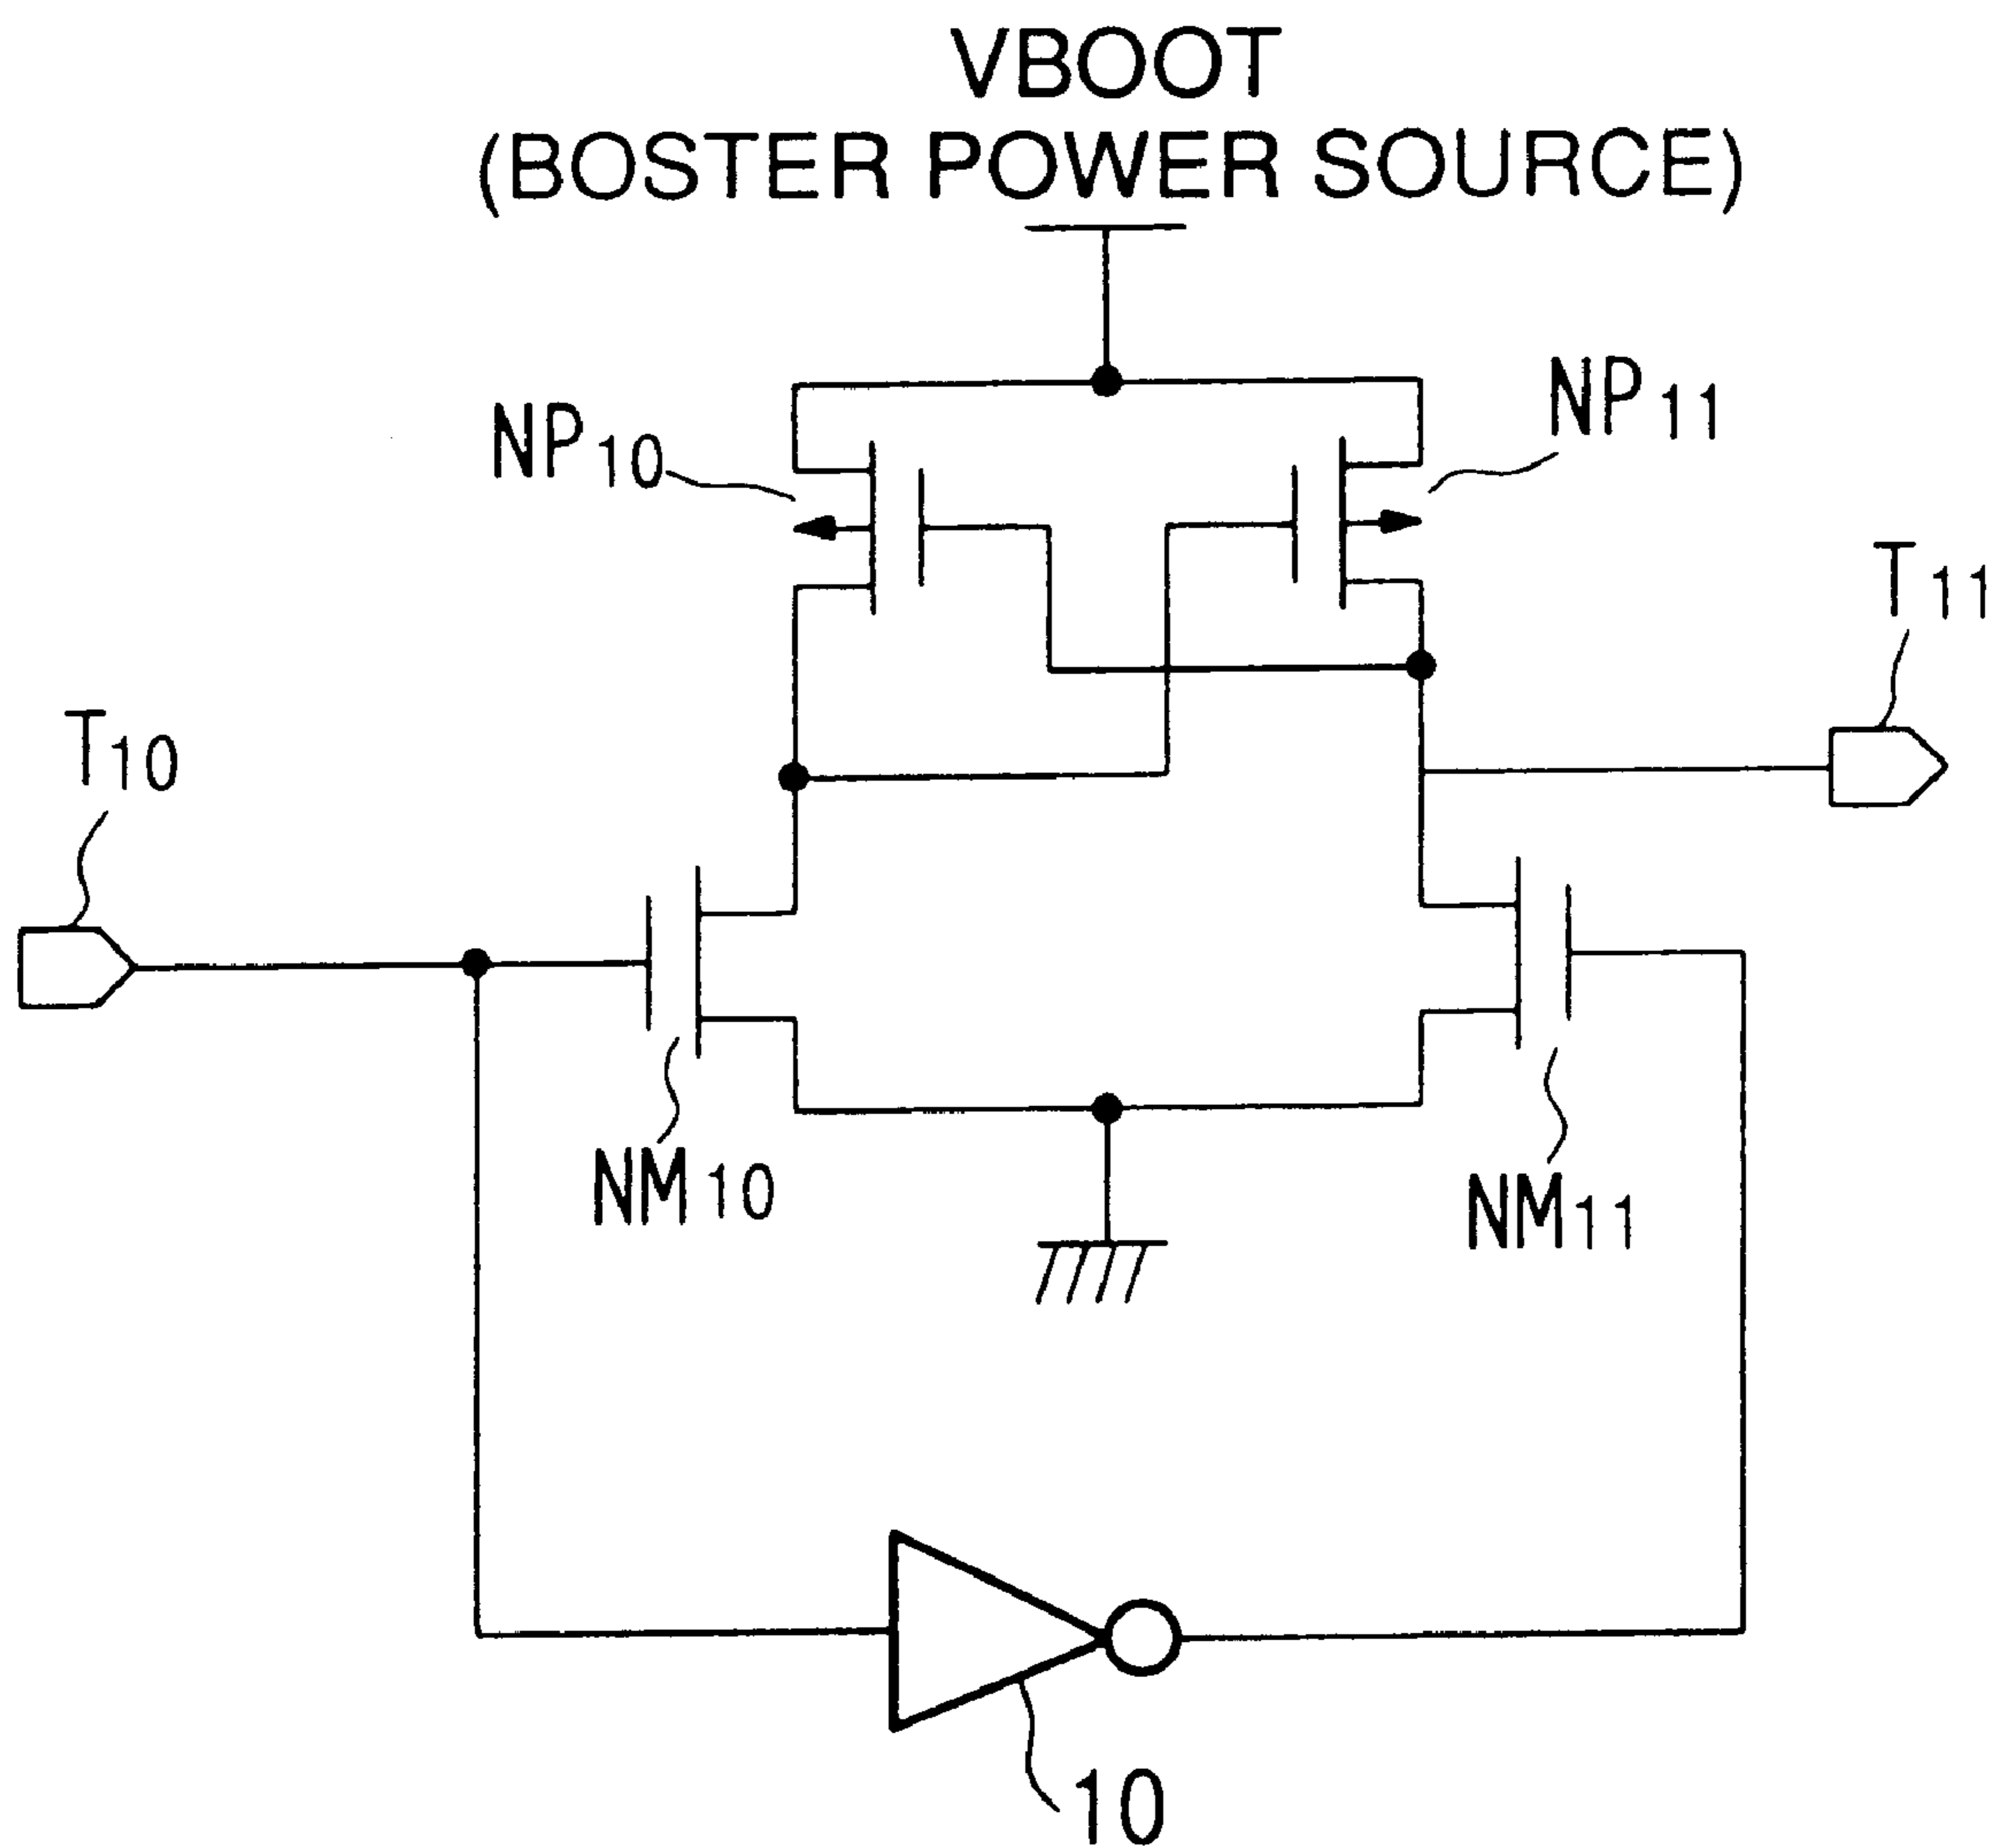 VBOOT
(BOSTER POWER SOURCE)
NP10
NP11
T11
T10
NM10
NM11
10